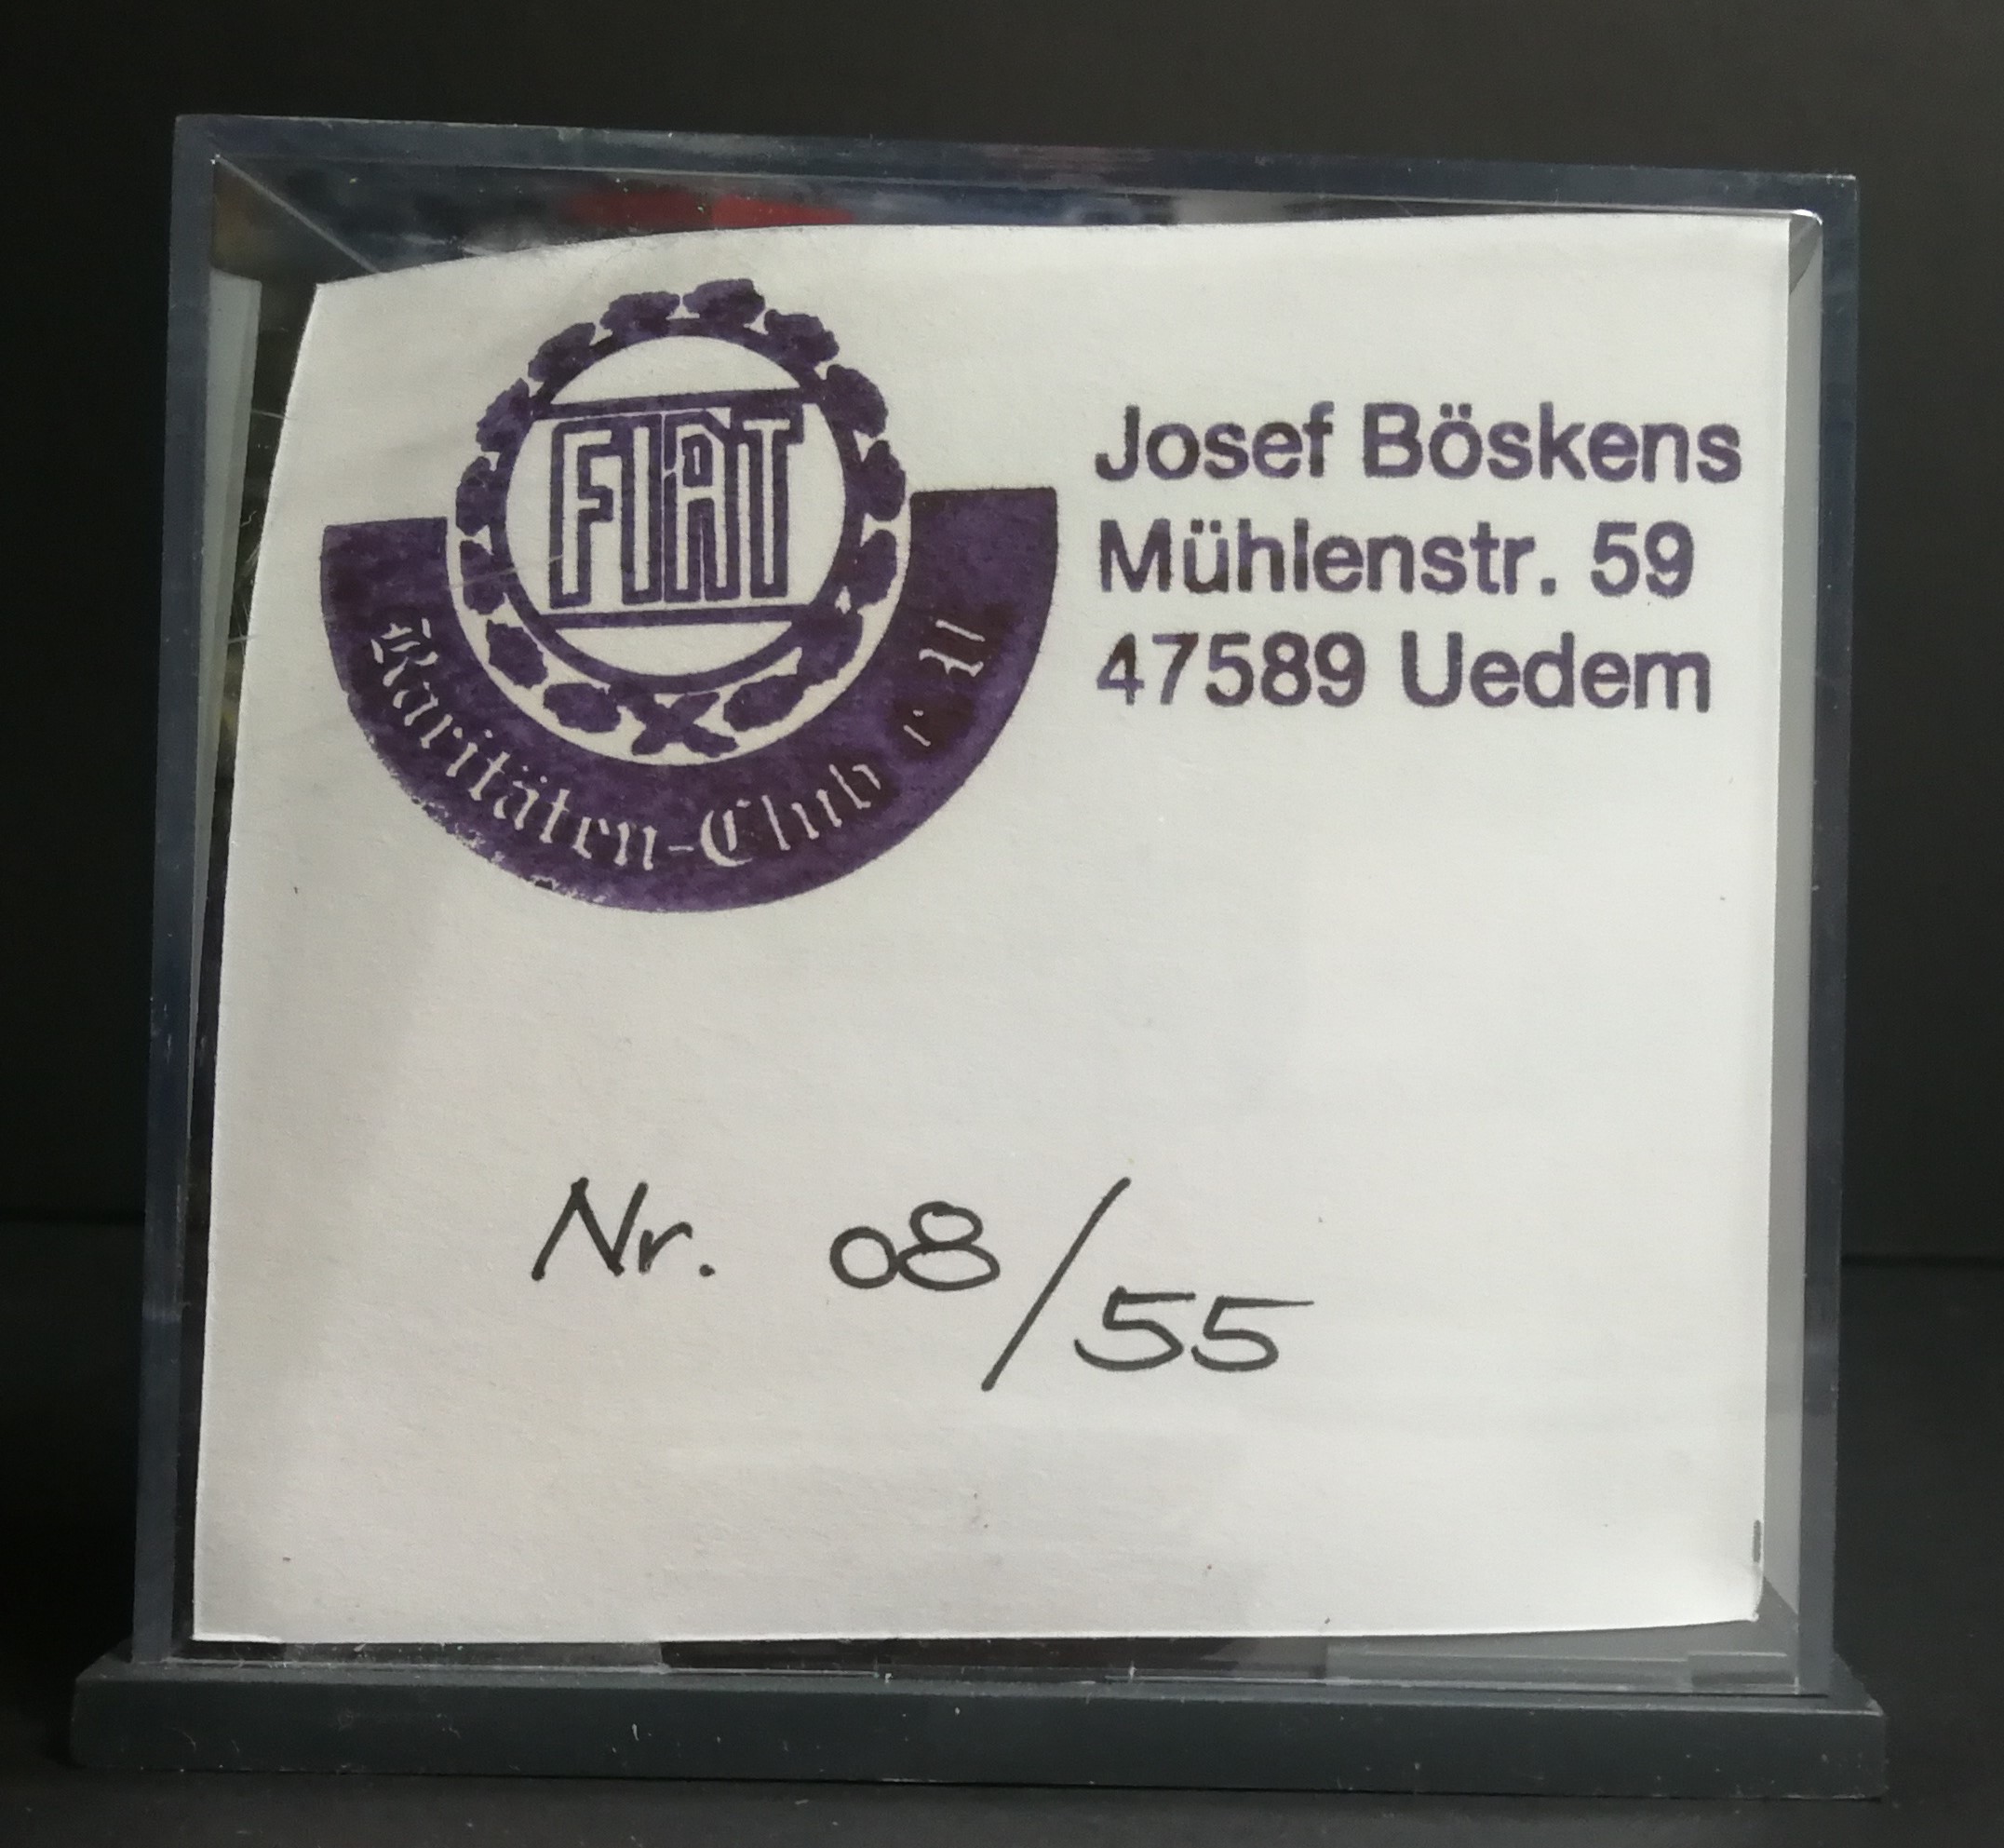 FIAT
Raritäten-Club
Josef Böskens
Mühlenstr. 59
47589 Uedem
Nr. 08/55